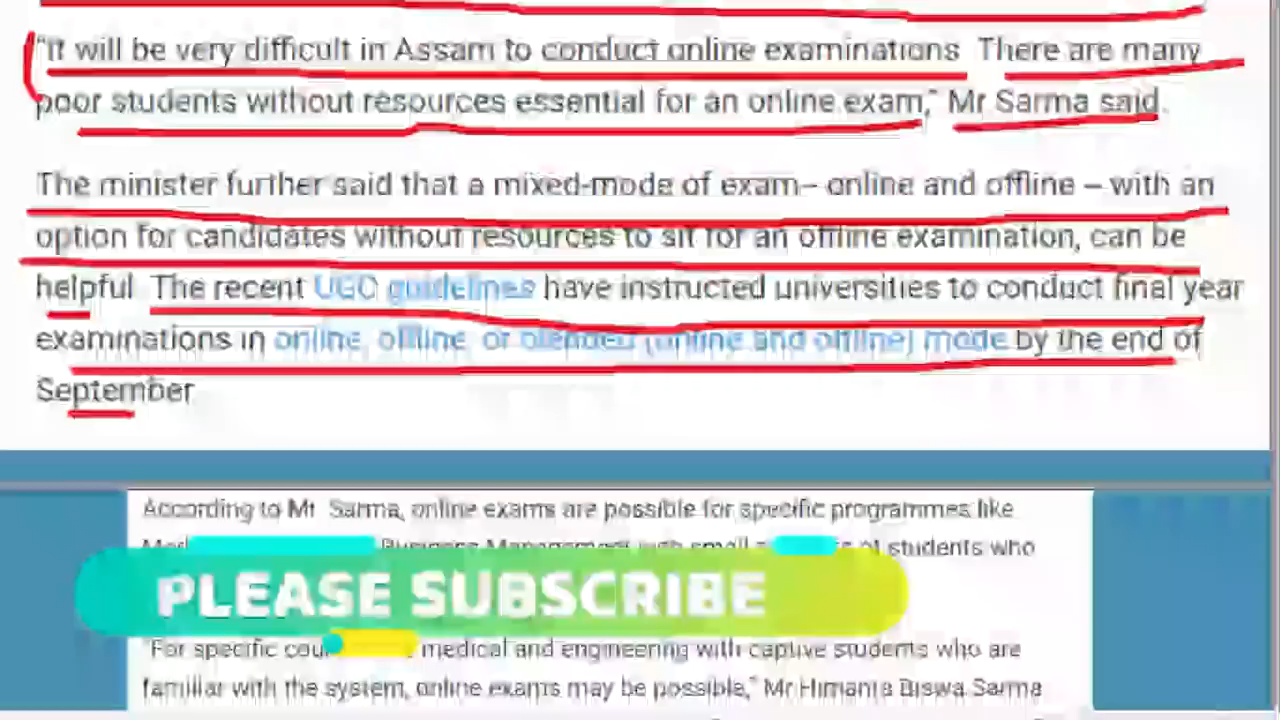 "It will be very difficult in Assam to conduct online examinations. There are many
poor students without resources essential for an online exam," Mr Sarma said.
The minister further said that a mixed-mode of exam– online and offline – with an
option for candidates without resources to sit for an offline examination, can be
helpful. The recent UGC guidelines have instructed universities to conduct final year
examinations in online, offline, or blended (online and offline) mode by the end of
September
According to Mr. Sarma, online exams are possible for specific programmes like
Business Management with small of students who
PLEASE SUBSCRIBE
"For specific medical and engineering with captive students who are
familiar with the system, online exams may be possible," Mr Himanta Biswa Sarma